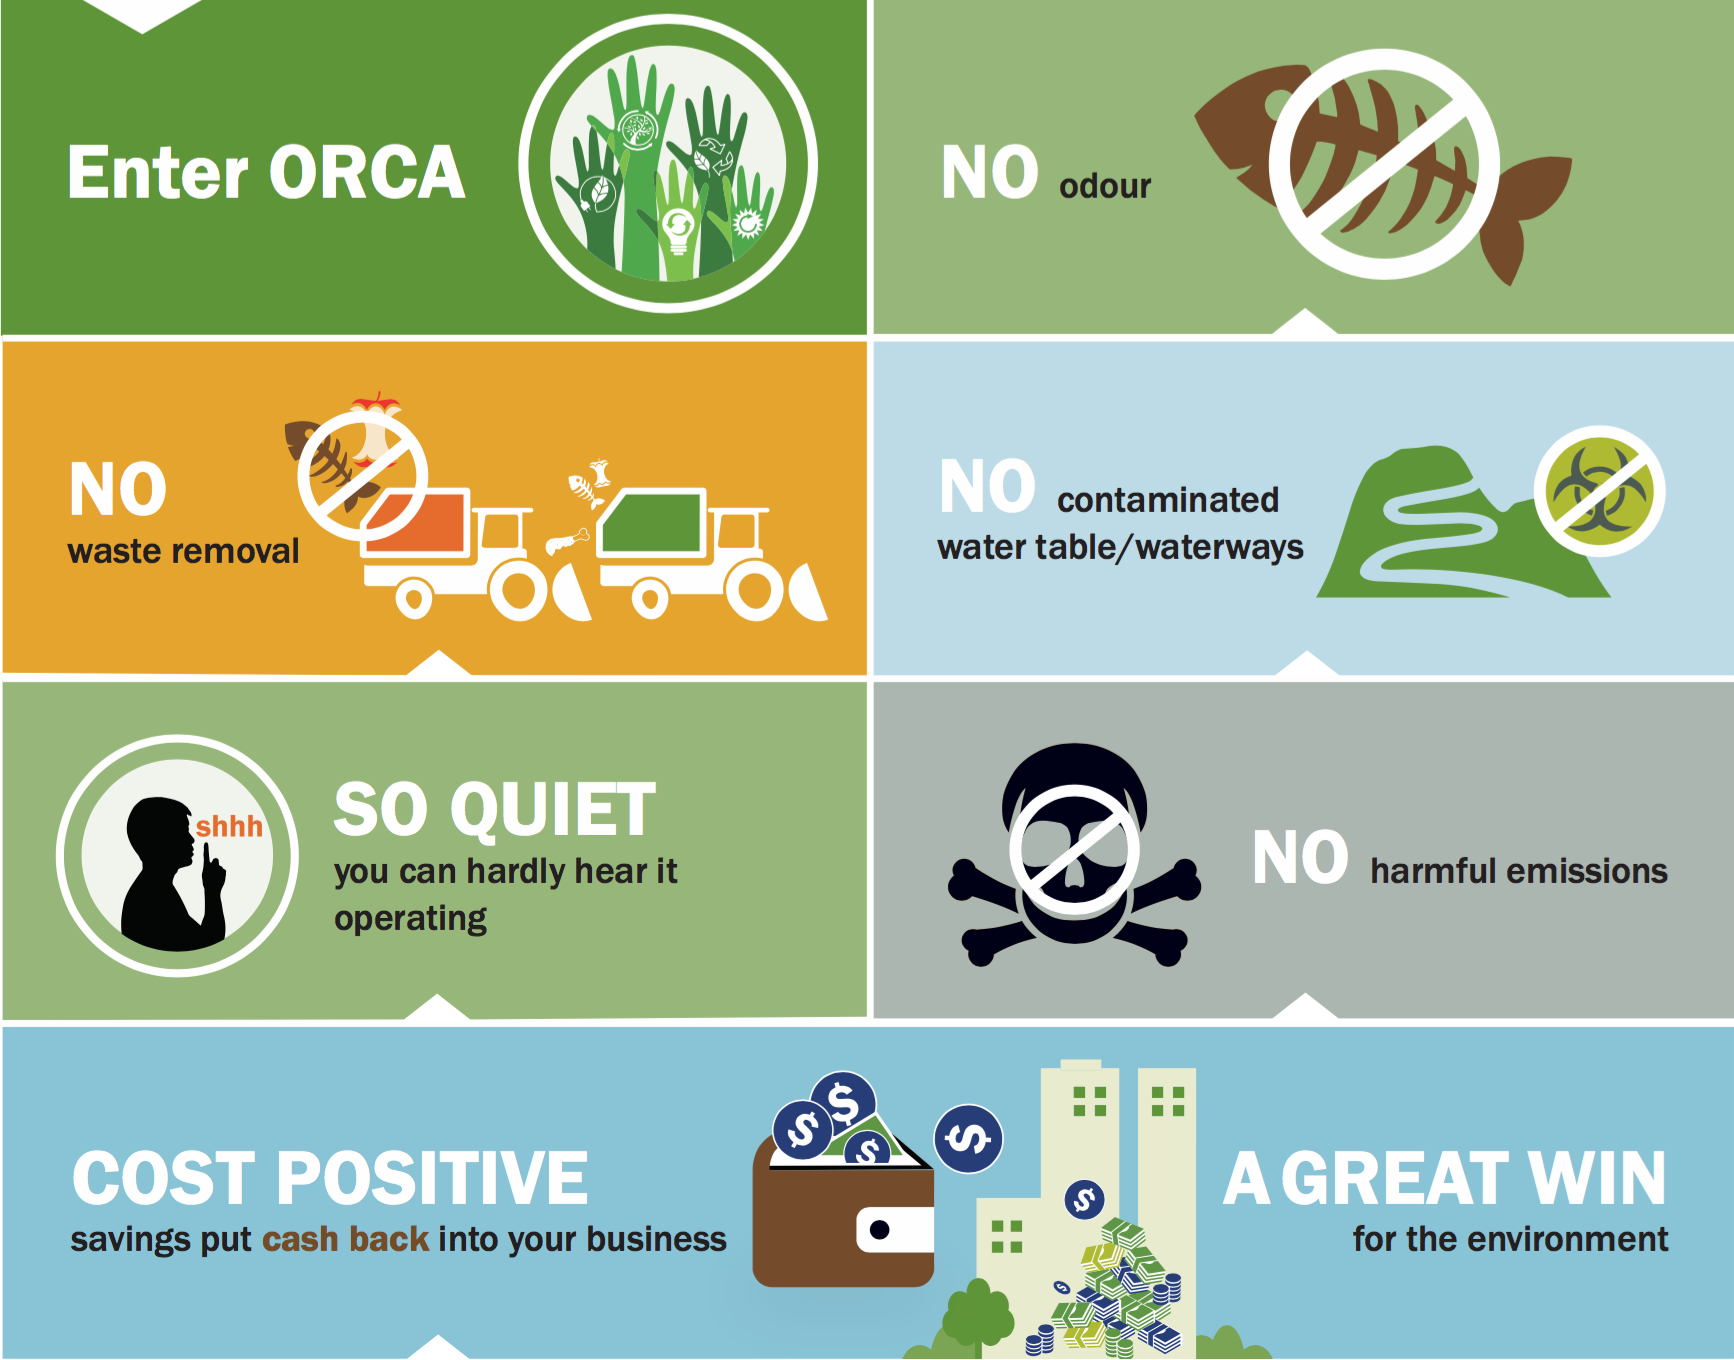 Enter ORCA
NO odour
NO
waste removal
NO contaminated
water table/waterways
shhh
SO QUIET
you can hardly hear it
operating
NO harmful emissions
COST POSITIVE
savings put cash back into your business
$
$
$
$
$
A GREAT WIN
for the environment